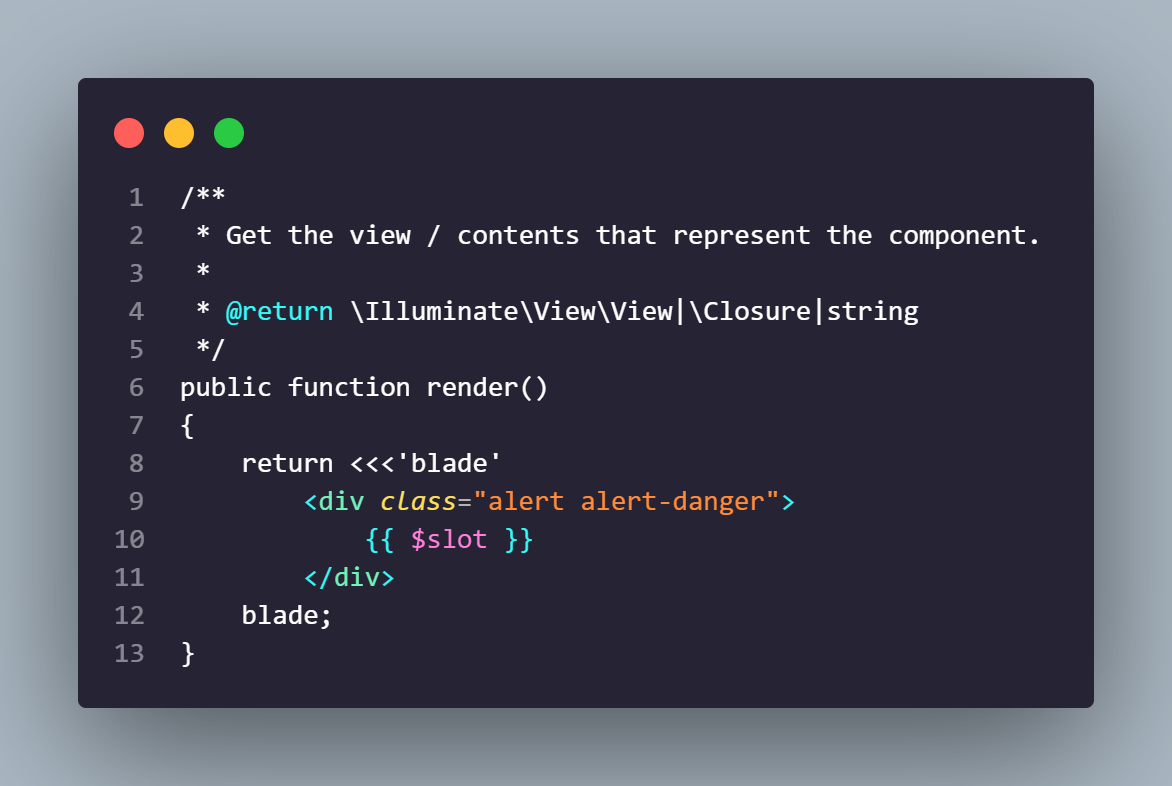 1 /**
2  * Get the view / contents that represent the component.
3  *
4  * @return \Illuminate\View\View|\Closure|string
5  */
6 public function render()
7 {
8     return <<<'blade'
9         <div class="alert alert-danger">
10             {{ $slot }}
11         </div>
12     blade;
13 }